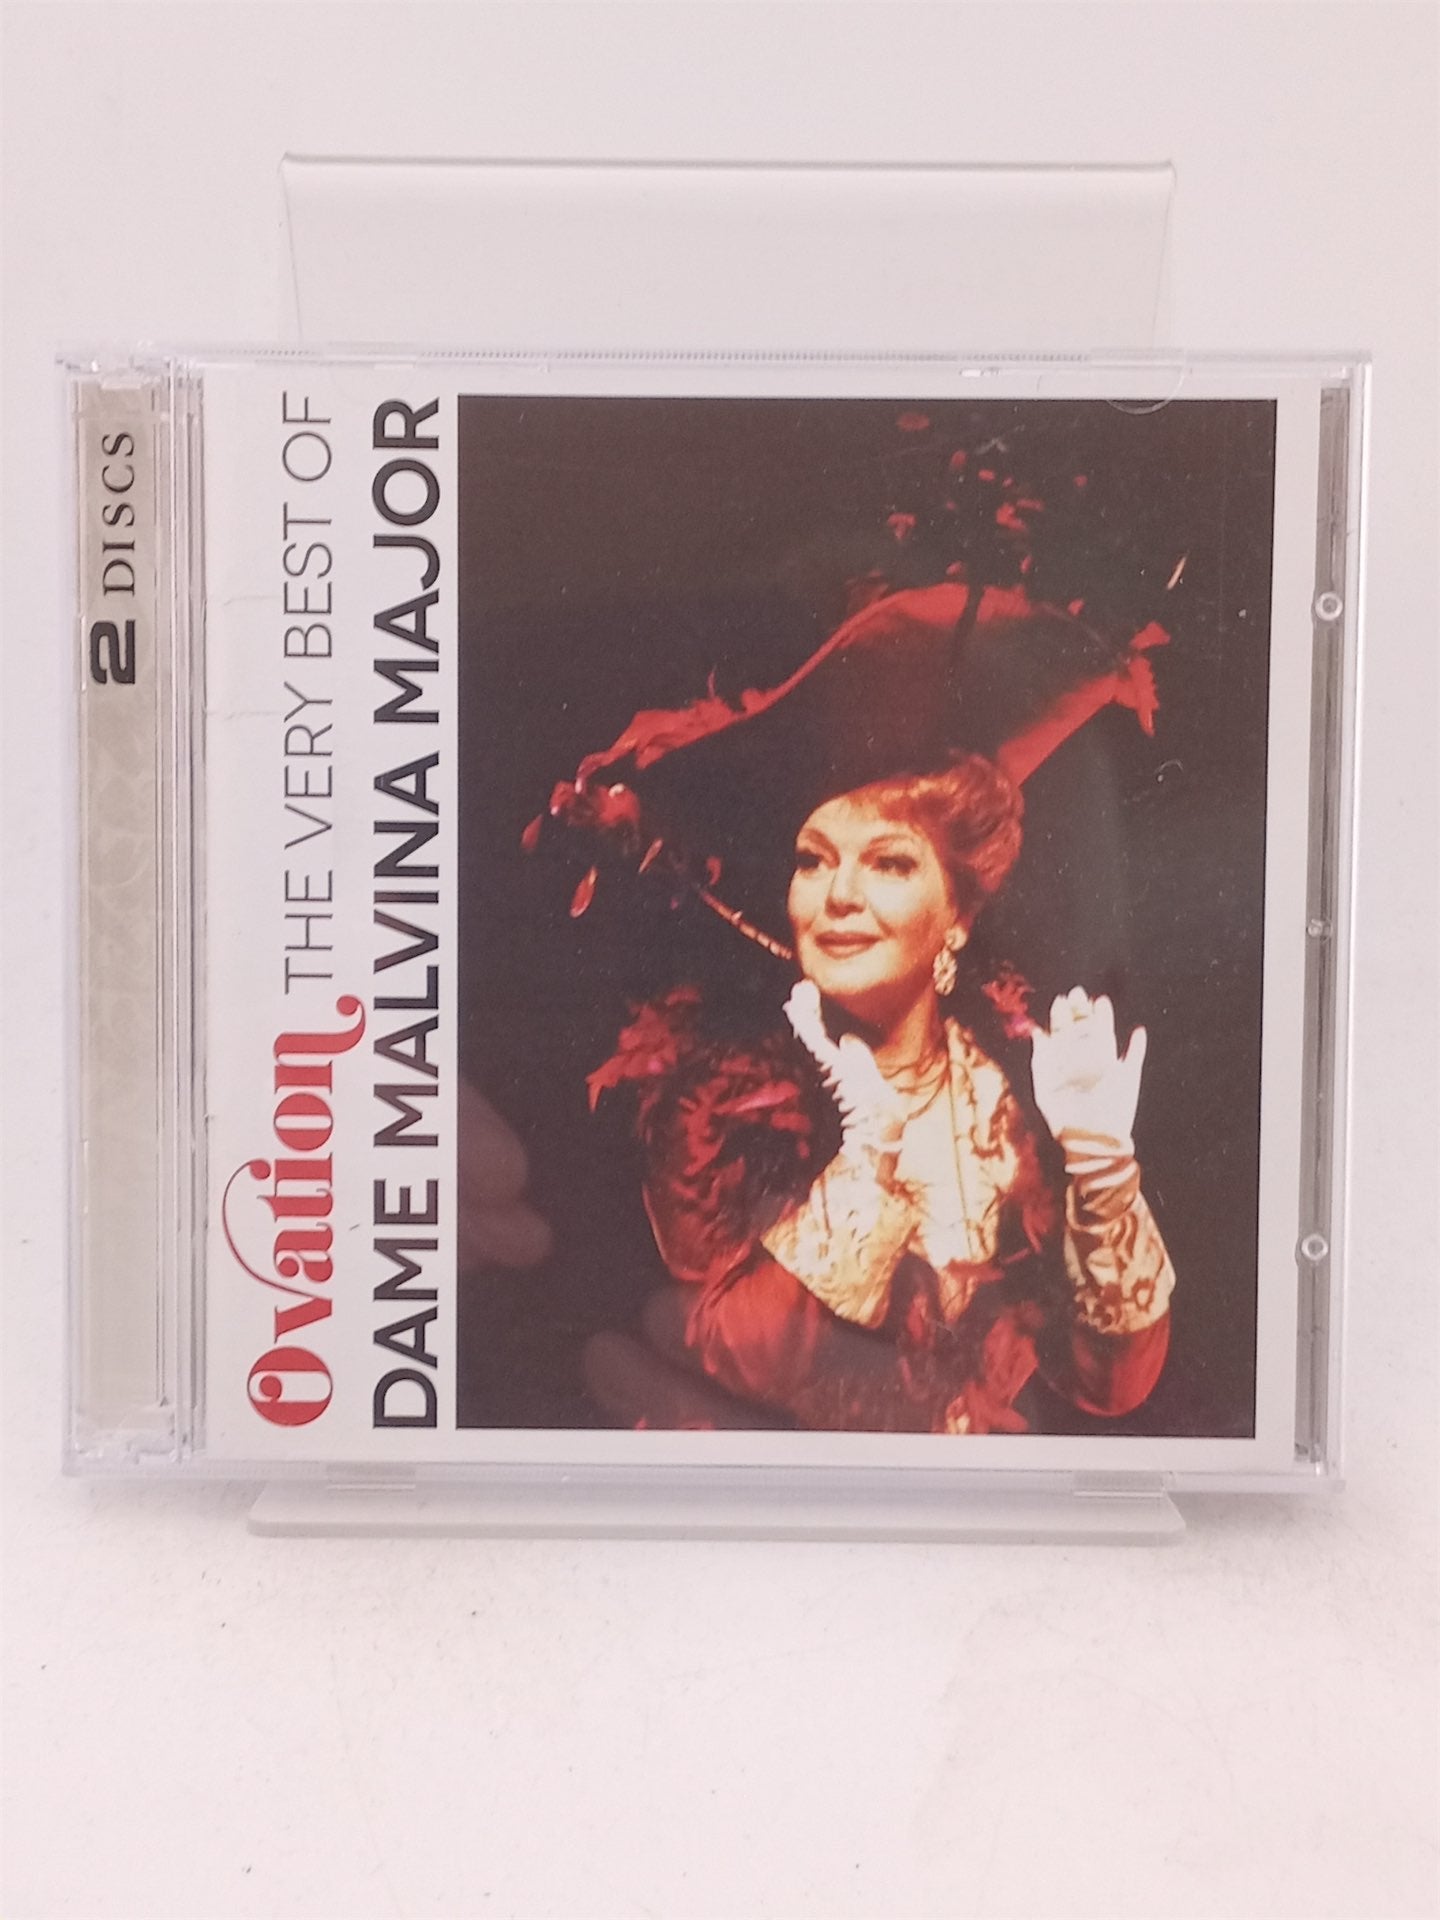 2 DISCS
Ovation THE VERY BEST OF
DAME MALVINA MAJOR